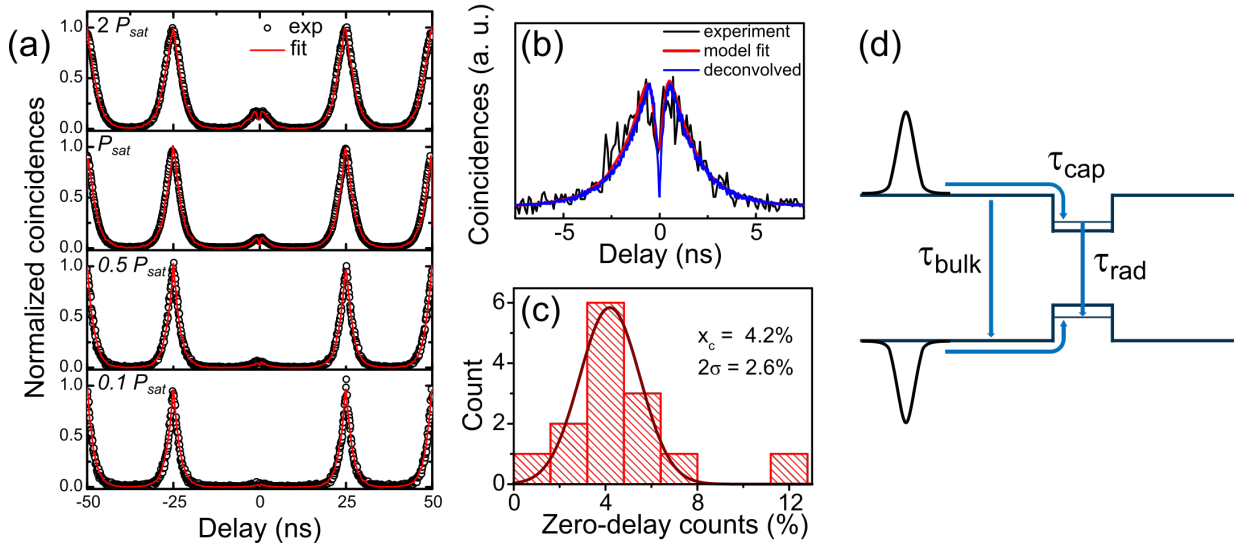 (a)
2 P_sat
exp
fit
P_sat
0.5 P_sat
0.1 P_sat
1.0
0.5
0.0
1.0
0.5
0.0
1.0
0.5
0.0
1.0
0.5
0.0
-50 -25 0 25 50
Normalized coincidences
Delay (ns)
(b)
experiment
model fit
deconvolved
Coincidences (a. u.)
-5 0 5
Delay (ns)
(c)
x_c = 4.2%
2σ = 2.6%
6
4
2
0
Count
0 4 8 12
Zero-delay counts (%)
(d)
τ_cap
τ_bulk
τ_rad